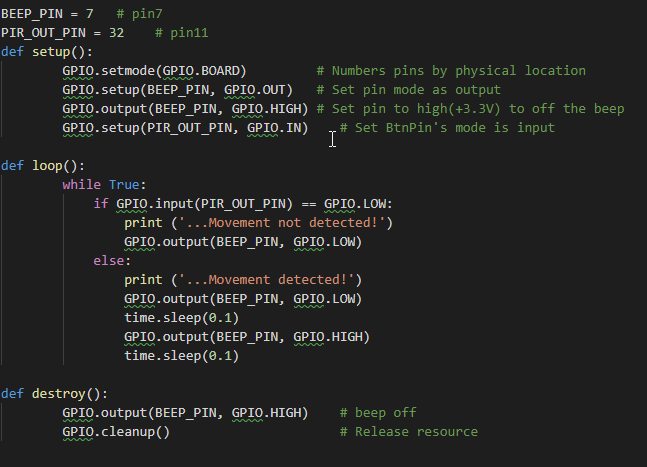 BEEP_PIN = 7   # pin7
PIR_OUT_PIN = 32    # pin11
def setup():
        GPIO.setmode(GPIO.BOARD)         # Numbers pins by physical location
        GPIO.setup(BEEP_PIN, GPIO.OUT)   # Set pin mode as output
        GPIO.output(BEEP_PIN, GPIO.HIGH) # Set pin to high(+3.3V) to off the beep
        GPIO.setup(PIR_OUT_PIN, GPIO.IN)    # Set BtnPin's mode is input

def loop():
        while True:
            if GPIO.input(PIR_OUT_PIN) == GPIO.LOW:
                print ('...Movement not detected!')
                GPIO.output(BEEP_PIN, GPIO.LOW)
            else:
                print ('...Movement detected!')
                GPIO.output(BEEP_PIN, GPIO.LOW)
                time.sleep(0.1)
                GPIO.output(BEEP_PIN, GPIO.HIGH)
                time.sleep(0.1)

def destroy():
        GPIO.output(BEEP_PIN, GPIO.HIGH)    # beep off
        GPIO.cleanup()                      # Release resource